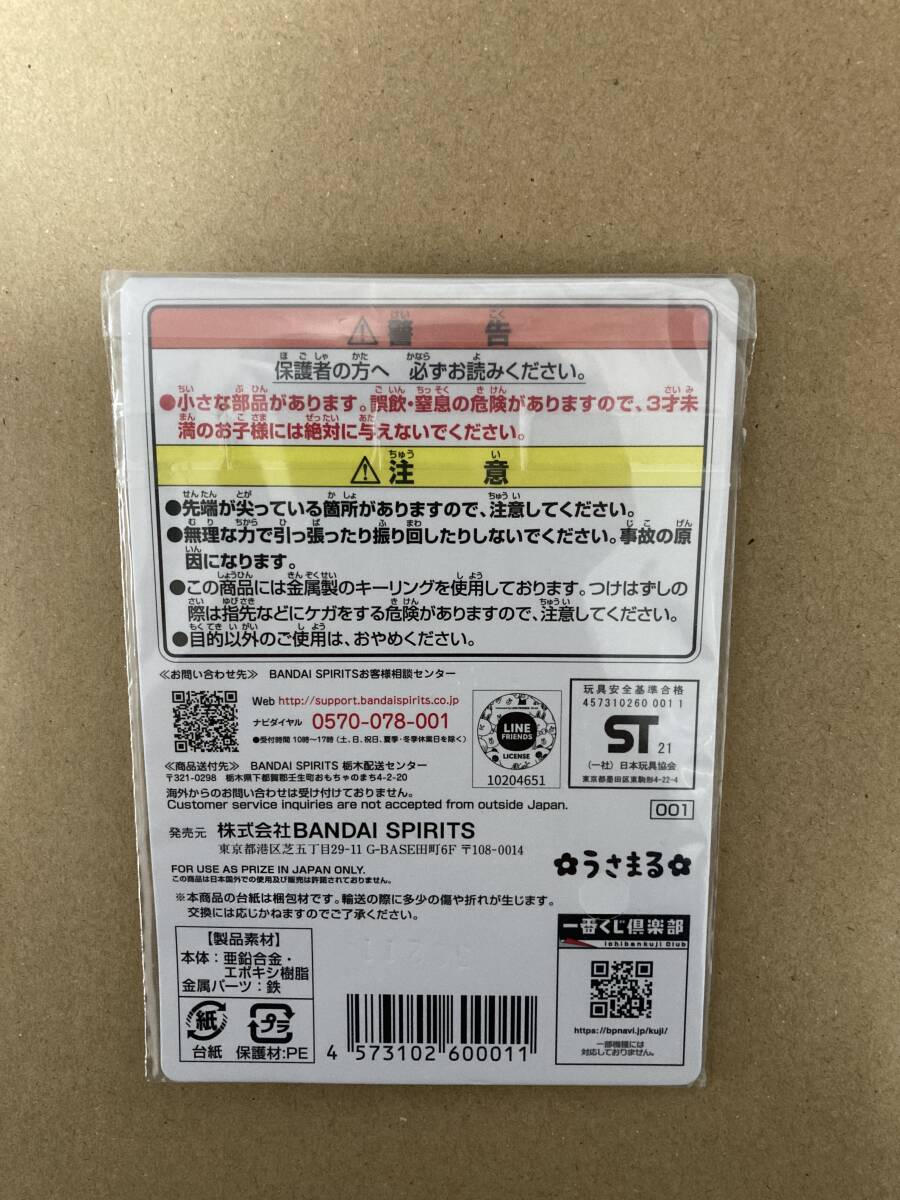 ⚠警告
保護者の方へ 必ずお読みください。
●小さな部品があります。誤飲・窒息の危険がありますので、3才未
満のお子様には絶対に与えないでください。
⚠注意
●先端が尖っている箇所がありますので、注意してください。
●無理な力で引っ張ったり振り回したりしないでください。事故の原
因になります。
●この商品には金属製のキーリングを使用しております。つけはずしの
際は指先などにケガをする危険がありますので、注意してください。
●目的以外のご使用は、おやめください。
≪お問い合わせ先≫ BANDAI SPIRITSお客様相談センター
Web http://support.bandaispirits.co.jp
ナビダイヤル 0570-078-001
●受付時間 10時〜17時(土、日、祝日、夏季・冬季休業日を除く)
≪商品送付先≫ BANDAI SPIRITS 栃木配送センター
〒321-0298 栃木県下都賀郡壬生町おもちゃのまち4-2-20
海外からのお問い合わせは受け付けておりません。
Customer service inquiries are not accepted from outside Japan.
LINE
FRIENDS
LICENSE
10204651
玩具安全基準合格
457310260 001 1
ST 21
(一社)日本玩具協会
東京都墨田区東駒形4-22-4
001
発売元 株式会社BANDAI SPIRITS
東京都港区芝五丁目29-11 G-BASE田町6F 〒108-0014
FOR USE AS PRIZE IN JAPAN ONLY.
この商品は日本国外での使用及び販売は許諾されておりません。
✿うさまる✿
※本商品の台紙は梱包材です。輸送の際に多少の傷や折れが生じます。
交換には応じかねますのでご了承ください。
【製品素材】
本体:亜鉛合金・
エポキシ樹脂
金属パーツ:鉄
紙
台紙
プラ
保護材:PE
4 573102 600011
一番くじ倶楽部
Ichibankuji Club
https://bpnavi.jp/kuji/
一部機種には
対応しておりません。